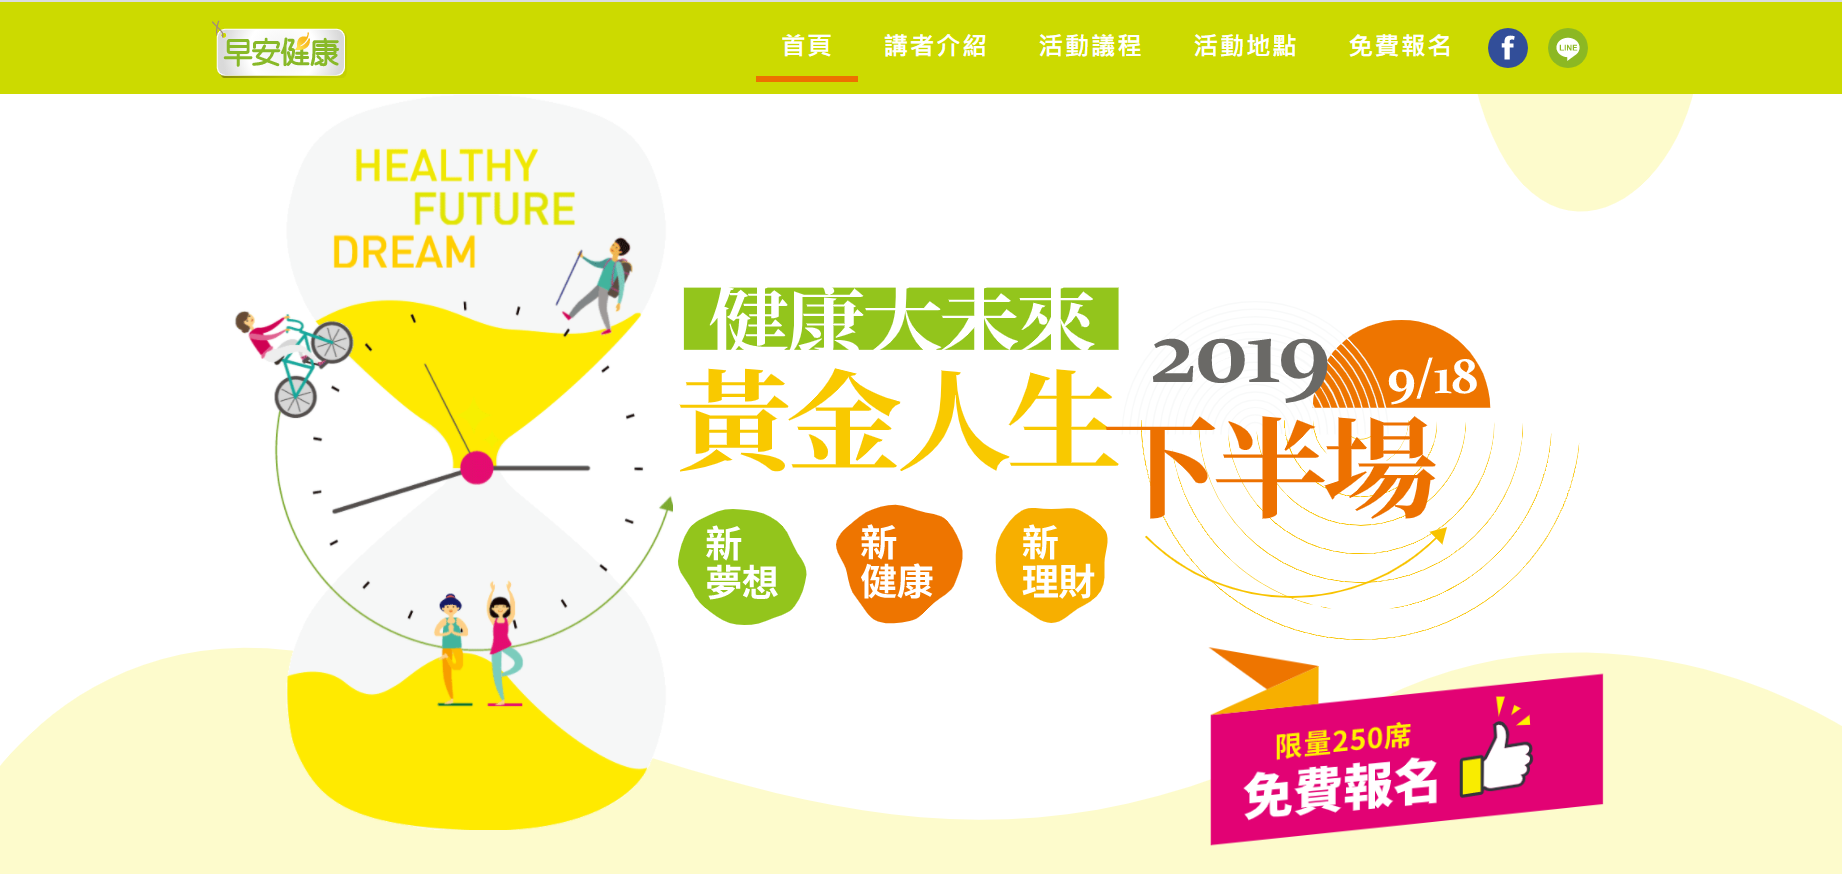 早安健康
首頁
講者介紹
活動議程
活動地點
免費報名
f
LINE
HEALTHY
FUTURE
DREAM
健康大未來
黃金人生下半場
2019
9/18
新
夢想
新
健康
新
理財
限量250席
免費報名